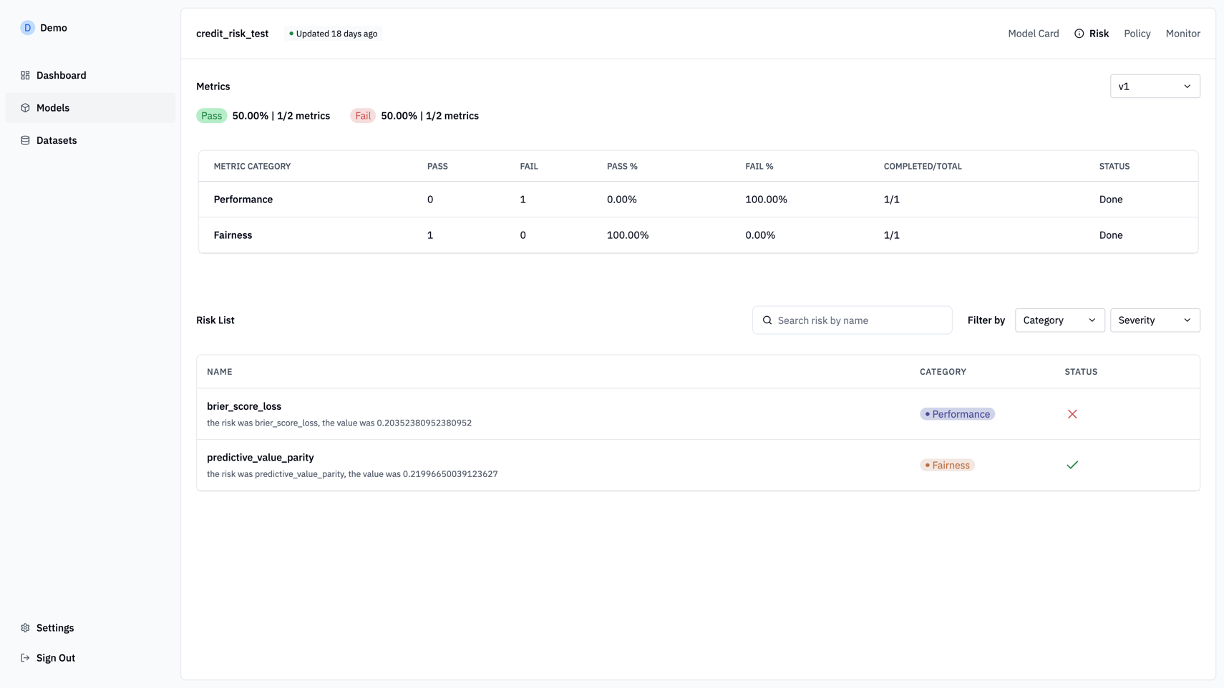 D Demo
Dashboard
Models
Datasets
Settings
Sign Out
credit_risk_test
Updated 18 days ago
Model Card
Risk
Policy
Monitor
Metrics
v1
Pass 50.00% | 1/2 metrics Fail 50.00% | 1/2 metrics
METRIC CATEGORY PASS FAIL PASS % FAIL % COMPLETED/TOTAL STATUS
Performance 0 1 0.00% 100.00% 1/1 Done
Fairness 1 0 100.00% 0.00% 1/1 Done
Risk List
Search risk by name
Filter by
Category
Severity
NAME CATEGORY STATUS
brier_score_loss
the risk was brier_score_loss, the value was 0.20352380952380952
Performance
predictive_value_parity
the risk was predictive_value_parity, the value was 0.21996650039123627
Fairness